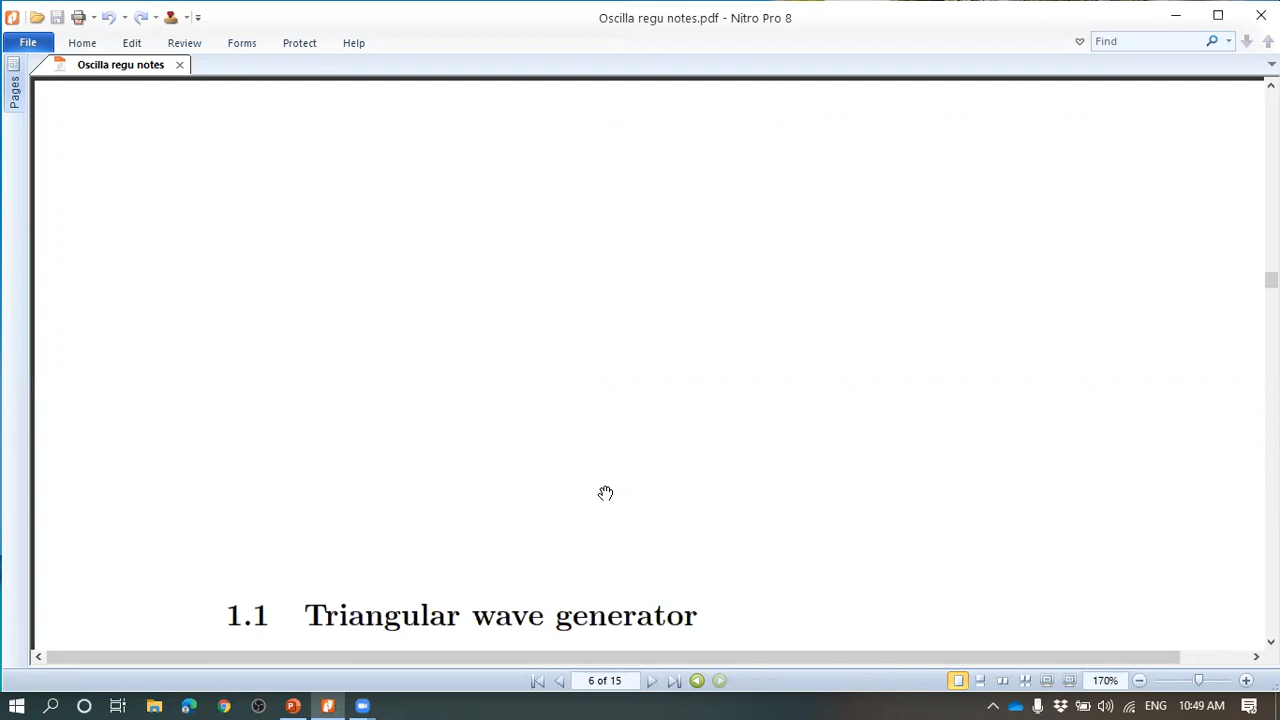 Oscilla regu notes.pdf - Nitro Pro 8
File Home Edit Review Forms Protect Help Find
Oscilla regu notes
Pages
1.1 Triangular wave generator
6 of 15 170%
ENG 10:49 AM